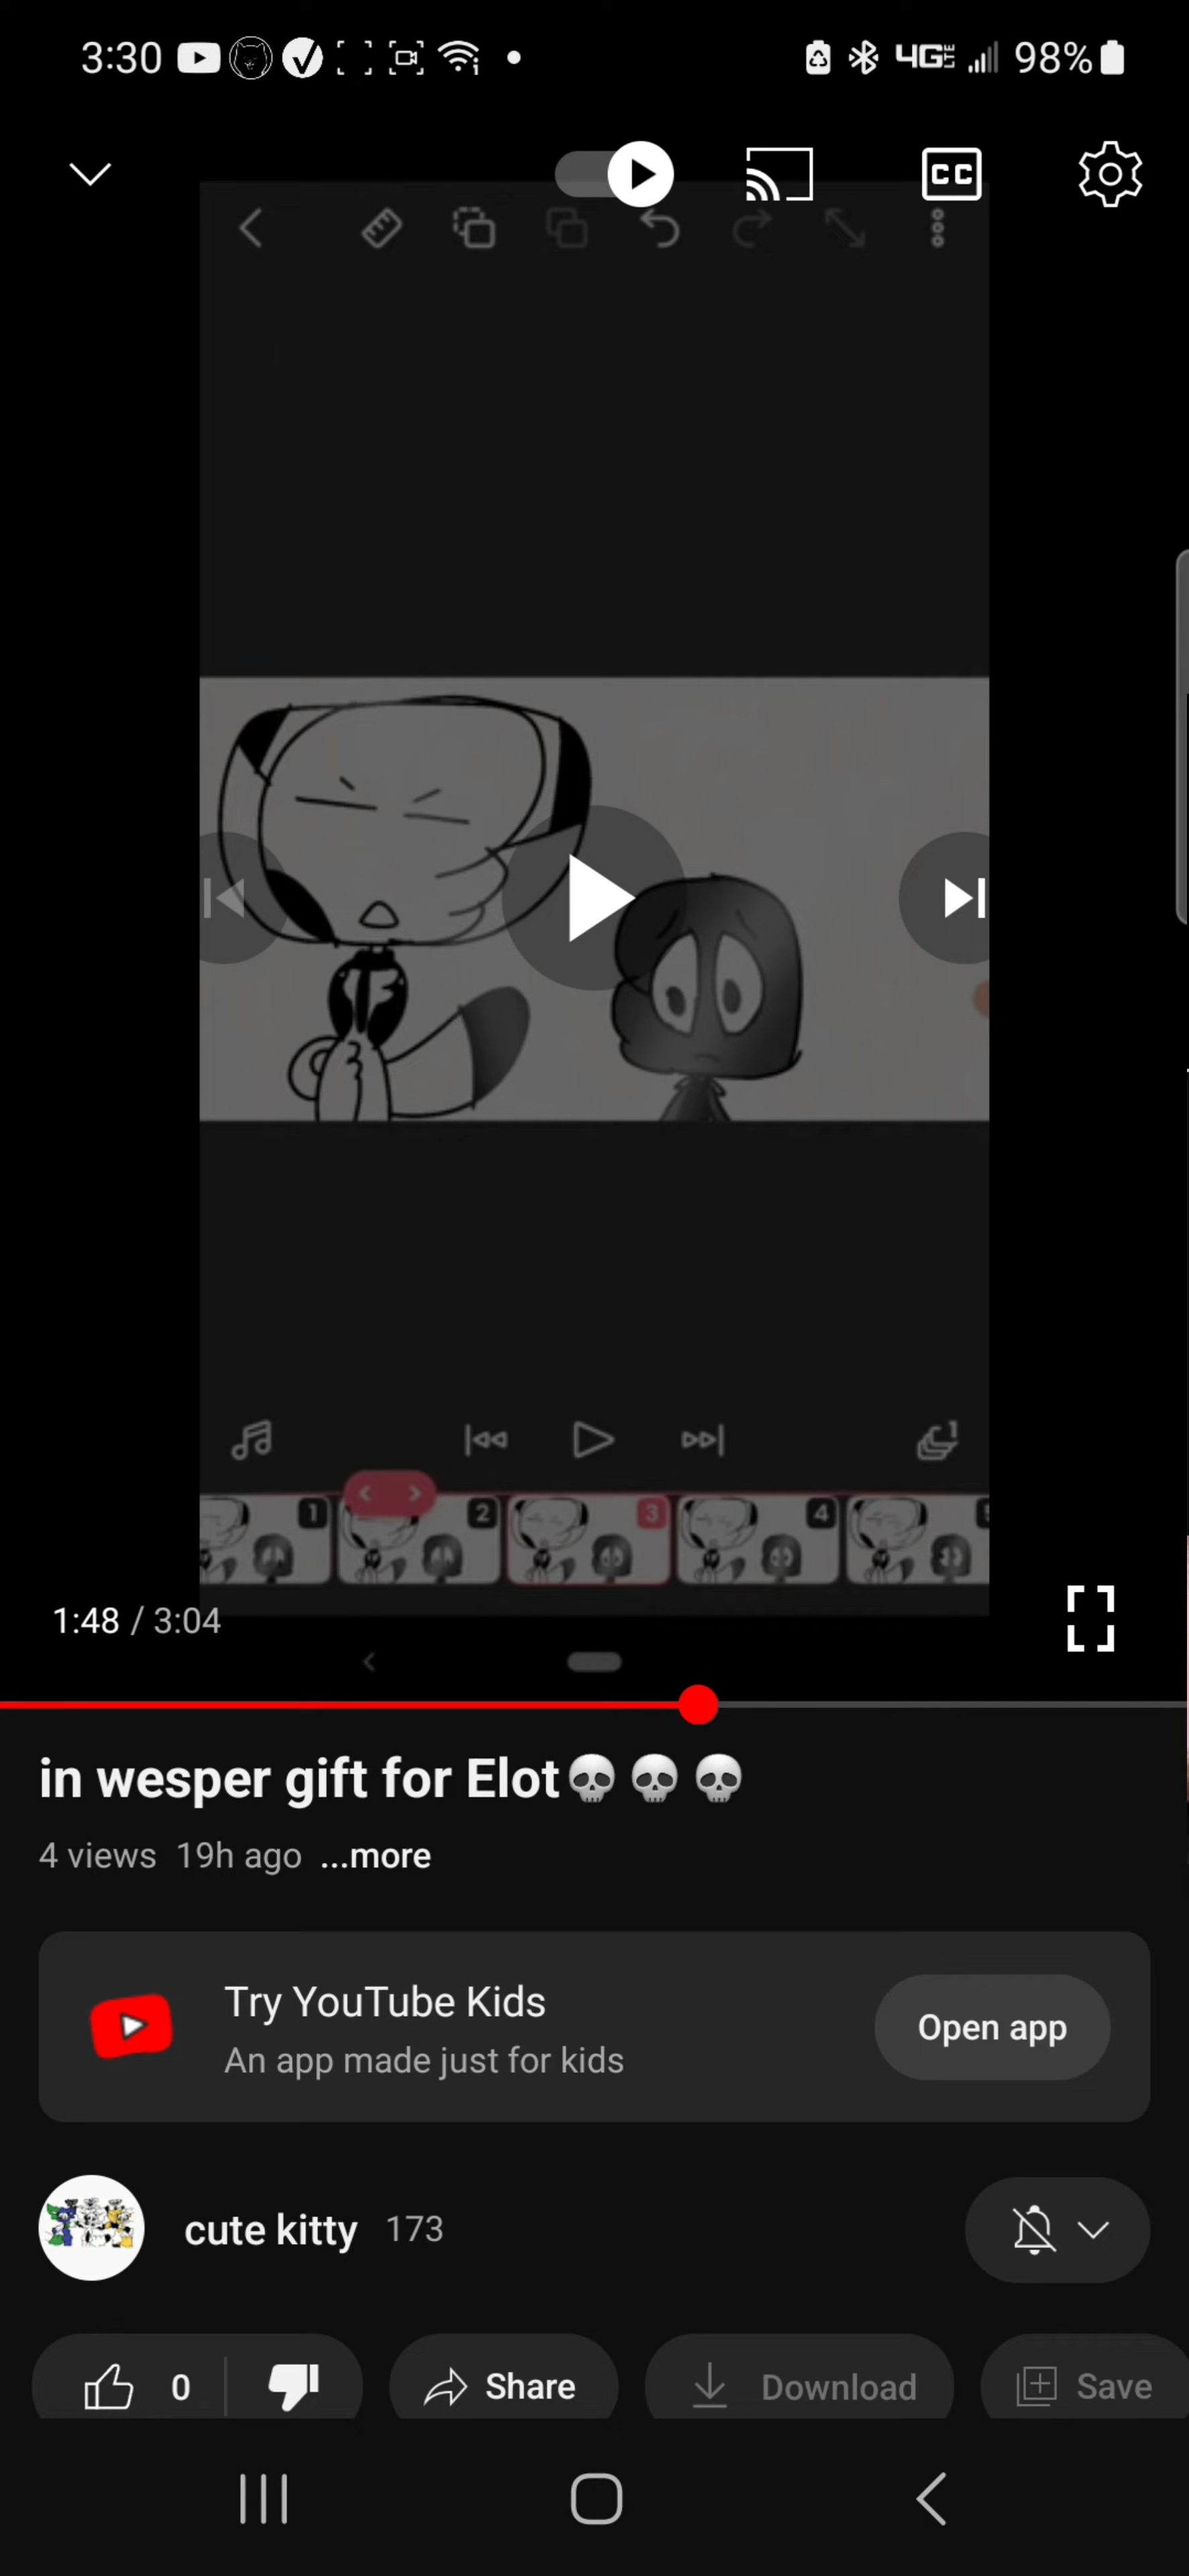 3:30 4G LTE 98%
CC
1 2 3 4 5
1:48 / 3:04
in wesper gift for Elot💀💀💀
4 views 19h ago ...more
Try YouTube Kids
An app made just for kids
Open app
cute kitty 173
0 Share Download Save